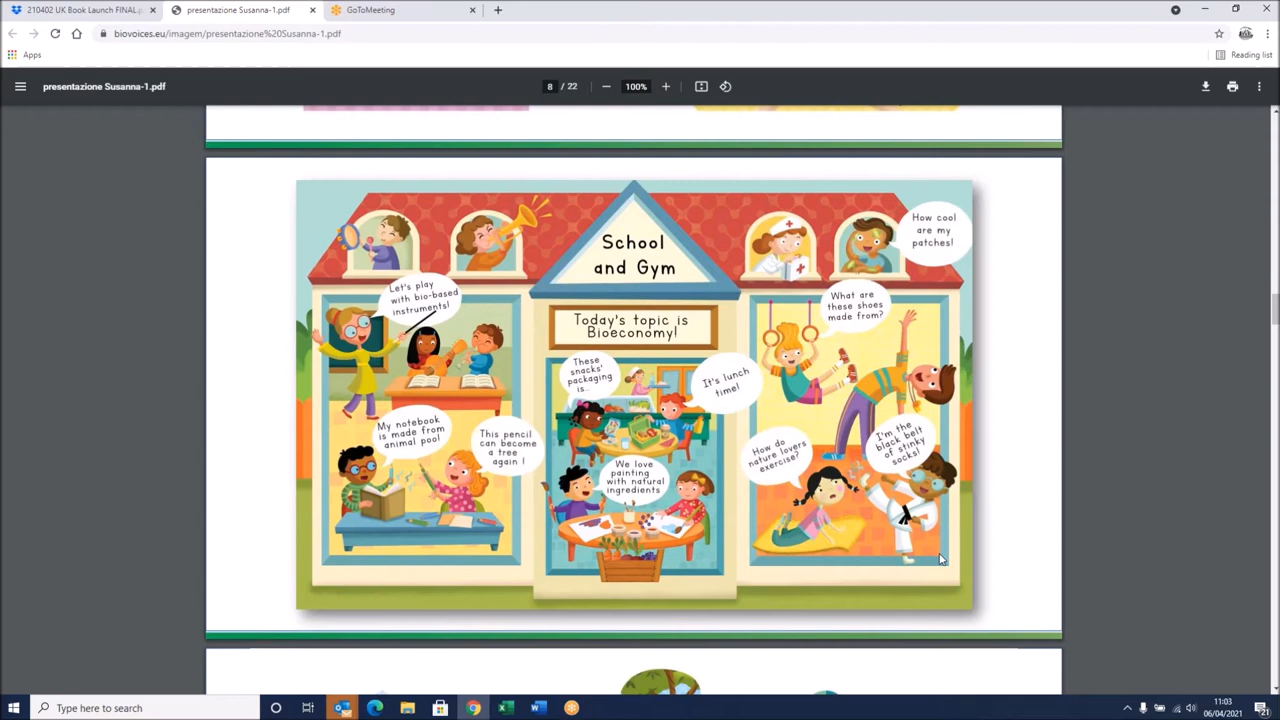 210402 UK Book Launch FINAL.p
presentazione Susanna-1.pdf
GoToMeeting
biovoices.eu/imagem/presentazione%20Susanna-1.pdf
Apps
Reading list
presentazione Susanna-1.pdf
8 / 22
100%
How cool
are my
patches!
School
and Gym
Let's play
with bio-based
instruments!
What are
these shoes
made from?
Today's topic is
Bioeconomy!
These
snacks'
packaging
is..
It's lunch
time!
My notebook
is made from
animal poo!
This pencil
can become
a tree
again !
We love
painting
with natural
ingredients
How do
nature lovers
exercise?
I'm the
black belt
of stinky
socks!
Type here to search
11:03
06/04/2021
21